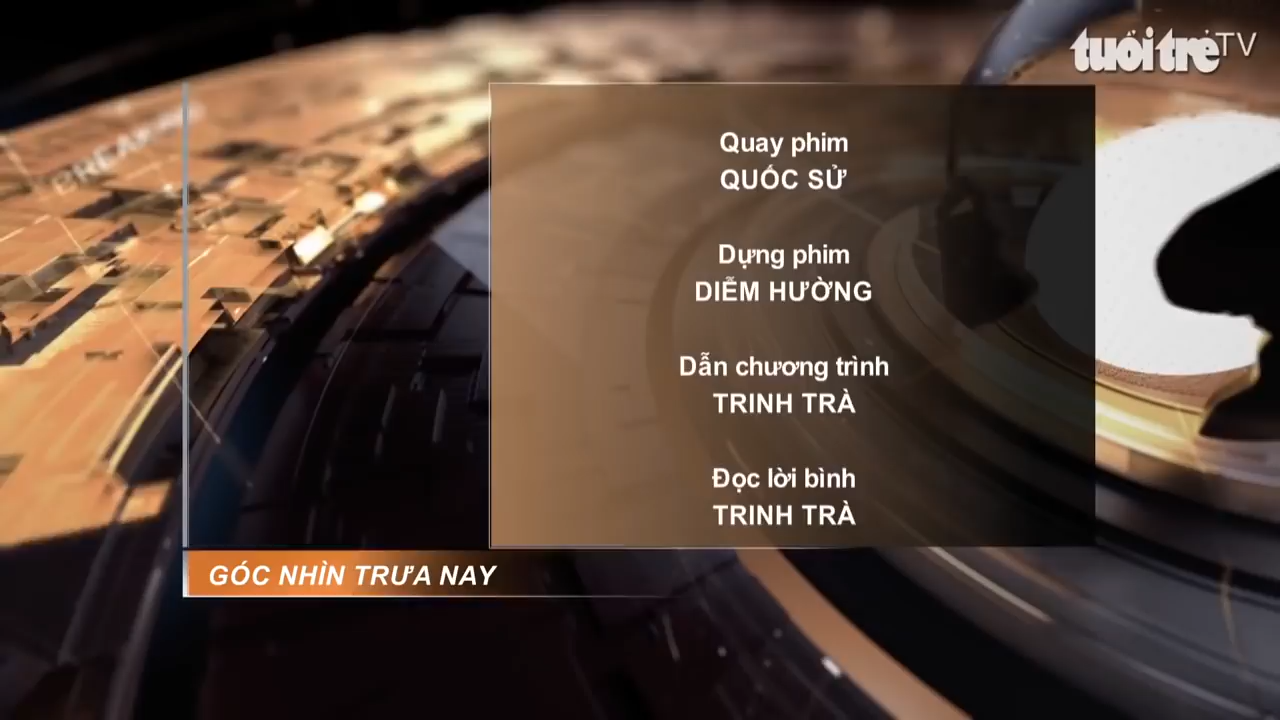 tuổi trẻ TV
Quay phim
QUỐC SỬ
Dựng phim
DIỄM HƯỜNG
Dẫn chương trình
TRINH TRÀ
Đọc lời bình
TRINH TRÀ
GÓC NHÌN TRƯA NAY